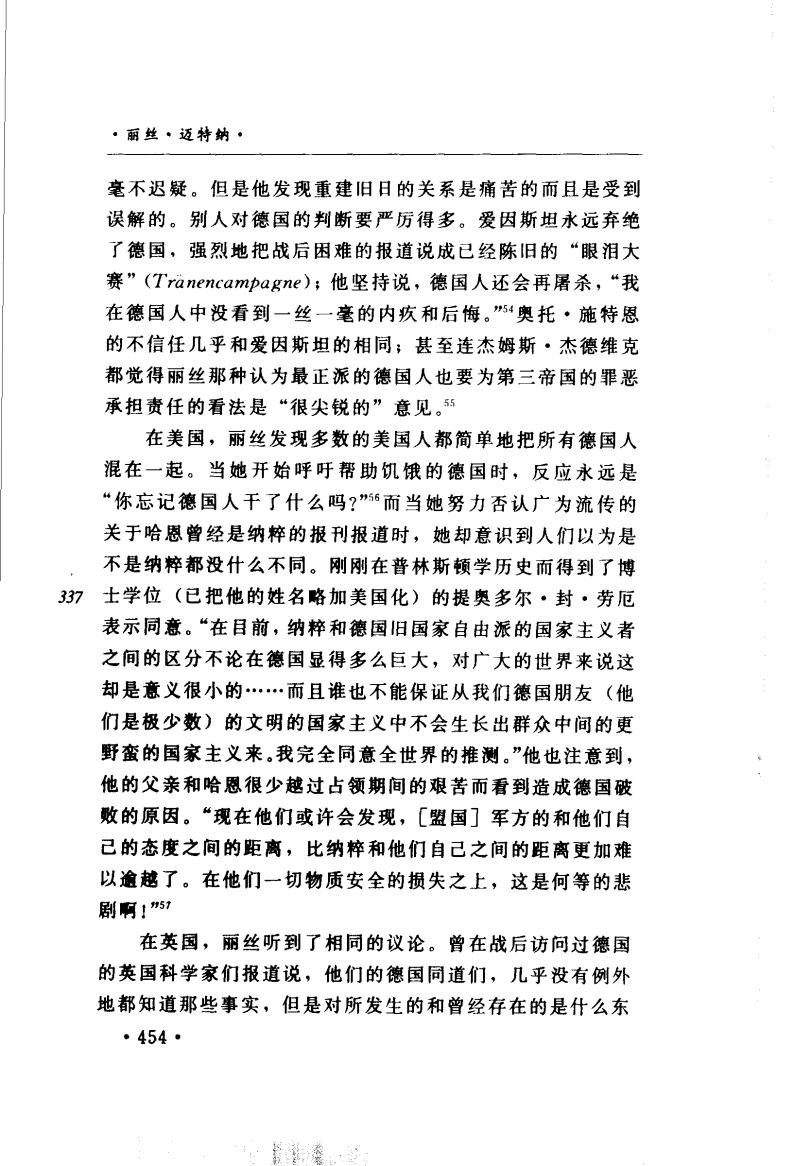 ·丽丝·迈特纳·
毫不迟疑。但是他发现重建旧日的关系是痛苦的而且是受到
误解的。别人对德国的判断要严厉得多。爱因斯坦永远弃绝
了德国，强烈地把战后困难的报道说成已经陈旧的“眼泪大
赛”(Tränencampagne)；他坚持说，德国人还会再屠杀，“我
在德国人中没看到一丝一毫的内疚和后悔。”54奥托·施特恩
的不信任几乎和爱因斯坦的相同；甚至连杰姆斯·杰德维克
都觉得丽丝那种认为最正派的德国人也要为第三帝国的罪恶
承担责任的看法是“很尖锐的”意见。55
在美国，丽丝发现多数的美国人都简单地把所有德国人
混在一起。当她开始呼吁帮助饥饿的德国时，反应永远是
“你忘记德国人干了什么吗?”56而当她努力否认广为流传的
关于哈恩曾经是纳粹的报刊报道时，她却意识到人们以为是
不是纳粹都没什么不同。刚刚在普林斯顿学历史而得到了博
337 士学位（已把他的姓名略加美国化）的提奥多尔·封·劳厄
表示同意。“在目前，纳粹和德国旧国家自由派的国家主义者
之间的区分不论在德国显得多么巨大，对广大的世界来说这
却是意义很小的……而且谁也不能保证从我们德国朋友（他
们是极少数）的文明的国家主义中不会生长出群众中间的更
野蛮的国家主义来。我完全同意全世界的推测。”他也注意到，
他的父亲和哈恩很少越过占领期间的艰苦而看到造成德国破
败的原因。“现在他们或许会发现，［盟国］军方的和他们自
己的态度之间的距离，比纳粹和他们自己之间的距离更加难
以逾越了。在他们一切物质安全的损失之上，这是何等的悲
剧啊！”57
在英国，丽丝听到了相同的议论。曾在战后访问过德国
的英国科学家们报道说，他们的德国同道们，几乎没有例外
地都知道那些事实，但是对所发生的和曾经存在的是什么东
·454·